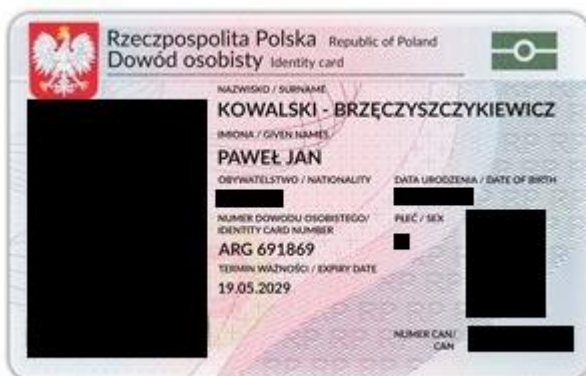 Rzeczpospolita Polska Republic of Poland
Dowód osobisty Identity card
NAZWISKO / SURNAME
KOWALSKI - BRZĘCZYSZCZYKIEWICZ
IMIONA / GIVEN NAMES
PAWEŁ JAN
OBYWATELSTWO / NATIONALITY DATA URODZENIA / DATE OF BIRTH
NUMER DOWODU OSOBISTEGO/ PŁEĆ / SEX
IDENTITY CARD NUMBER
ARG 691869
TERMIN WAŻNOŚCI / EXPIRY DATE
19.05.2029
NUMER CAN/
CAN